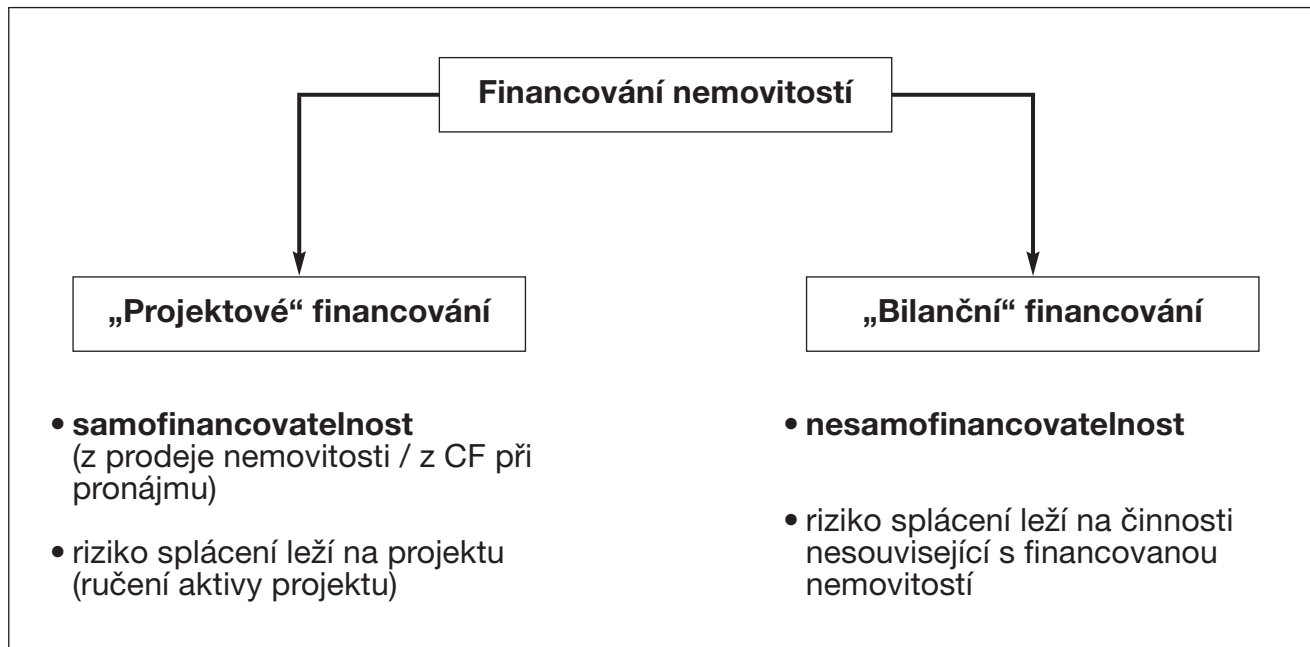 Financování nemovitostí
„Projektové“ financování
• samofinancovatelnost
(z prodeje nemovitosti / z CF při
pronájmu)
• riziko splácení leží na projektu
(ručení aktivy projektu)
„Bilanční“ financování
• nesamofinancovatelnost
• riziko splácení leží na činnosti
nesouvisející s financovanou
nemovitostí